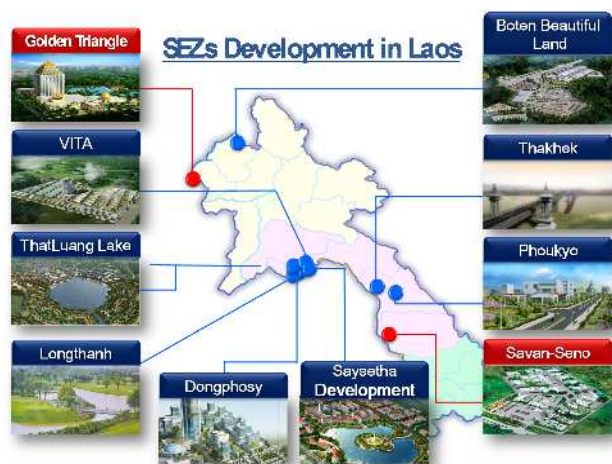 SEZs Development in Laos
Golden Triangle
VITA
ThatLuang Lake
Longthanh
Dongphosy
Saysetha
Development
Boten Beautiful
Land
Thakhek
Phoukyo
Savan-Seno